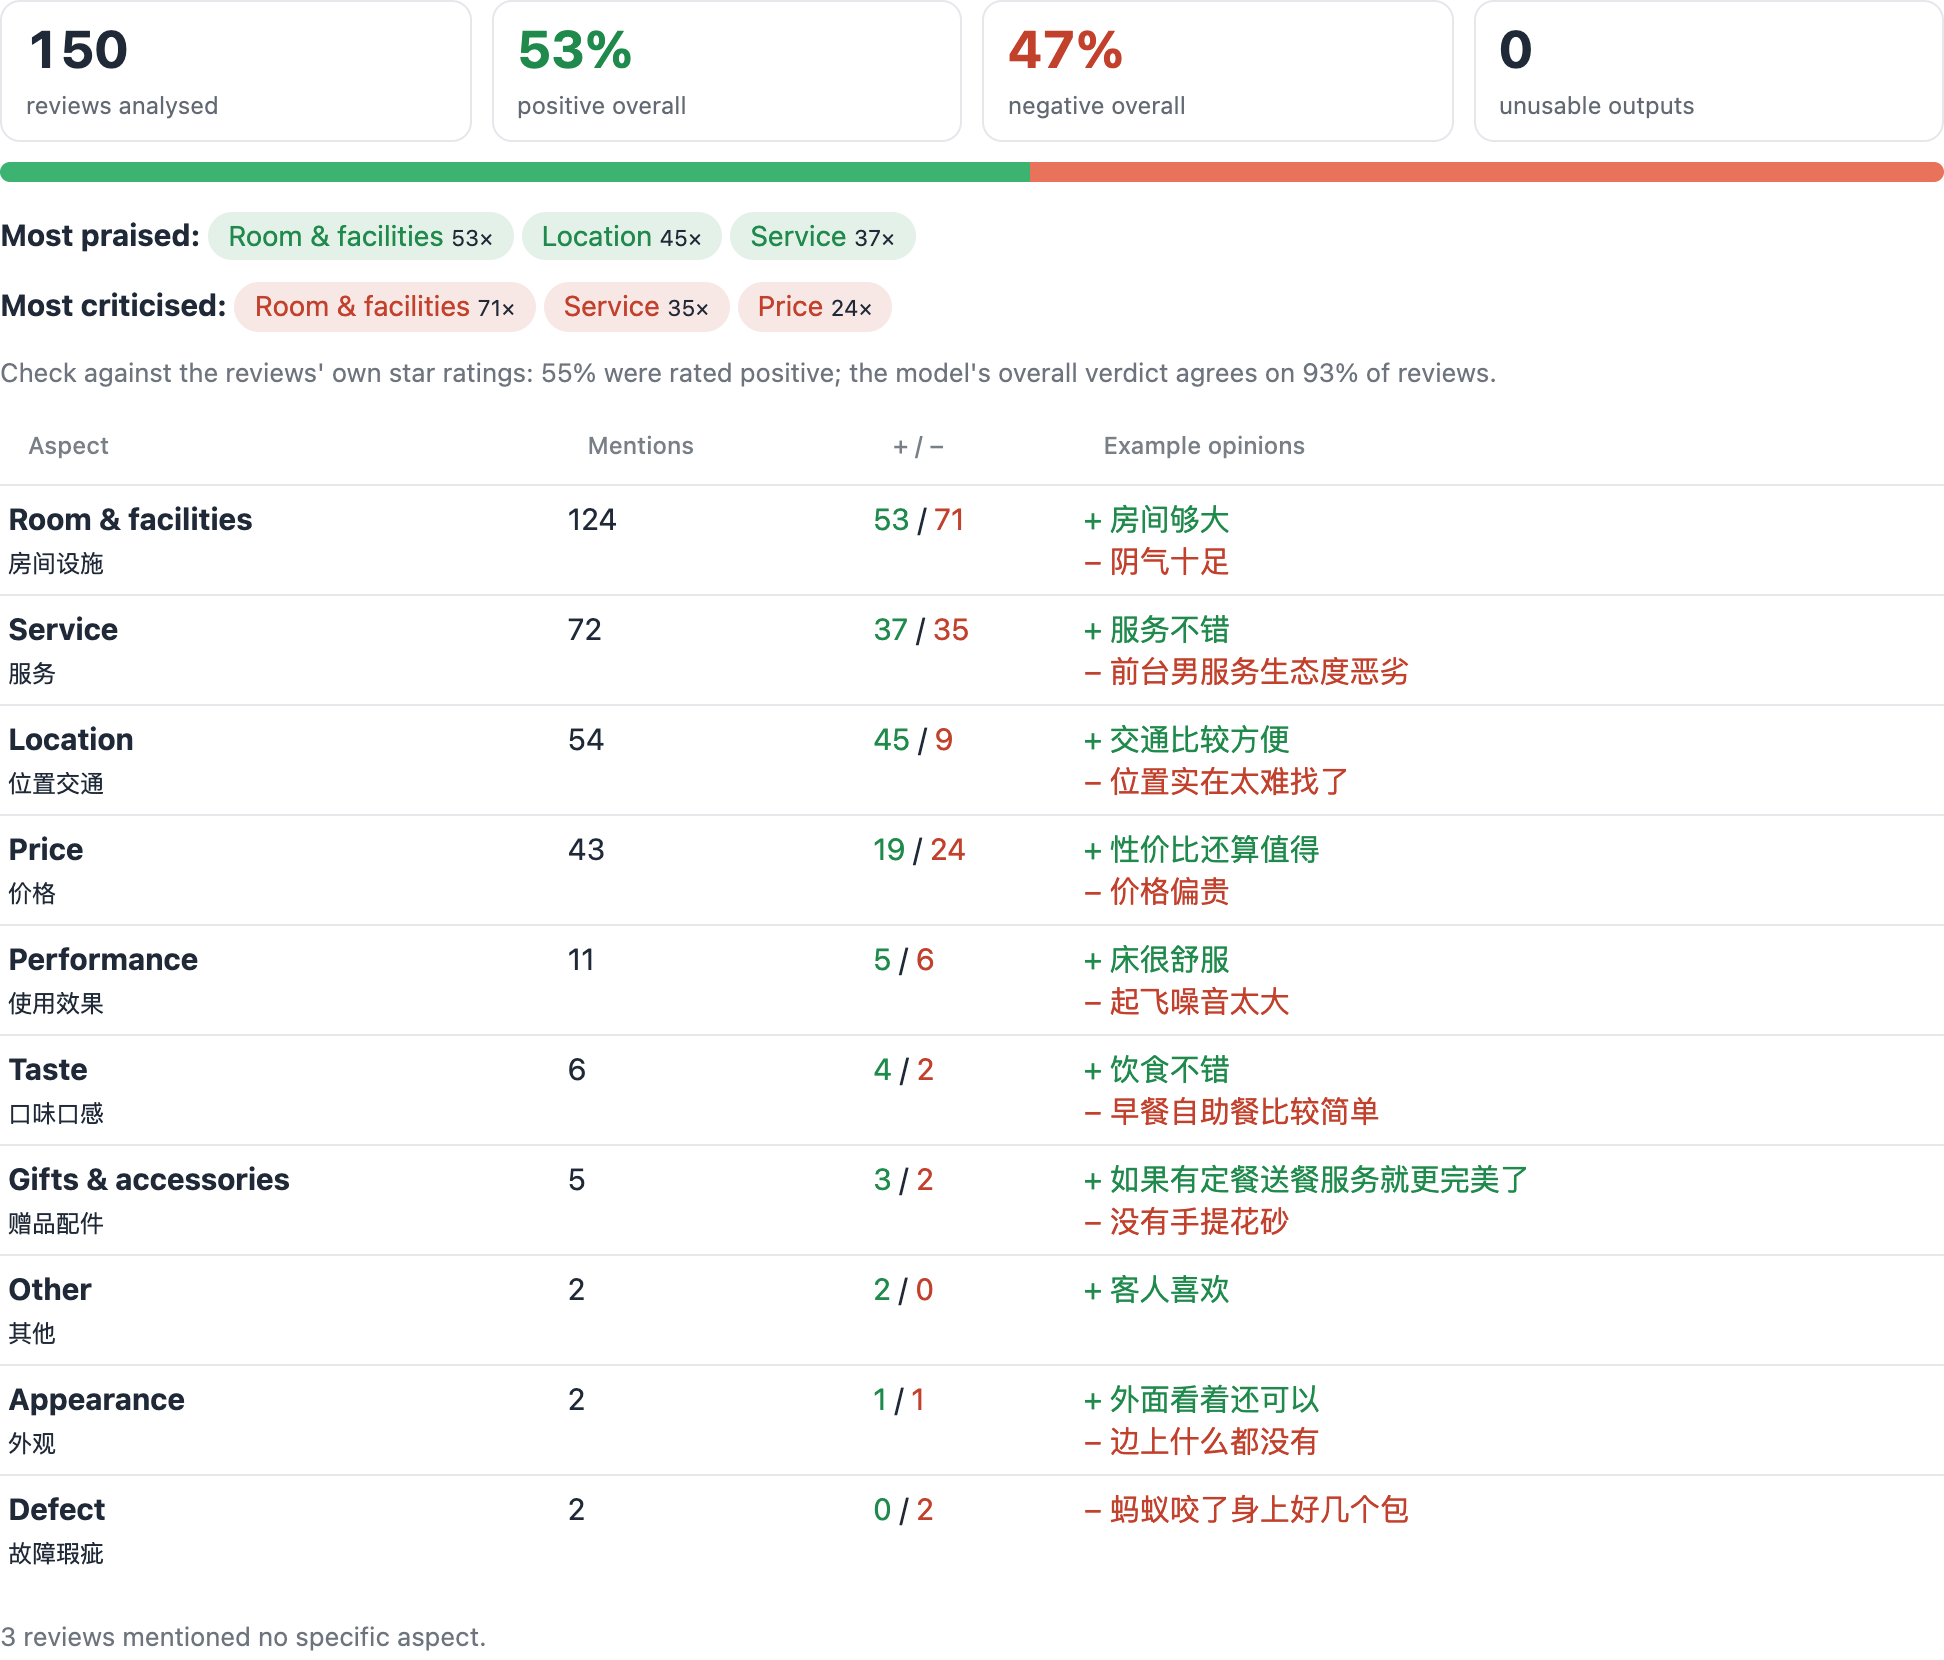 150
reviews analysed
53%
positive overall
47%
negative overall
0
unusable outputs
Most praised: Room & facilities 53× Location 45× Service 37×
Most criticised: Room & facilities 71× Service 35× Price 24×
Check against the reviews' own star ratings: 55% were rated positive; the model's overall verdict agrees on 93% of reviews.
Aspect Mentions + / – Example opinions
Room & facilities 124 53 / 71 + 房间够大
房间设施 – 阴气十足
Service 72 37 / 35 + 服务不错
服务 – 前台男服务生态度恶劣
Location 54 45 / 9 + 交通比较方便
位置交通 – 位置实在太难找了
Price 43 19 / 24 + 性价比还算值得
价格 – 价格偏贵
Performance 11 5 / 6 + 床很舒服
使用效果 – 起飞噪音太大
Taste 6 4 / 2 + 饮食不错
口味口感 – 早餐自助餐比较简单
Gifts & accessories 5 3 / 2 + 如果有定餐送餐服务就更完美了
赠品配件 – 没有手提花砂
Other 2 2 / 0 + 客人喜欢
其他
Appearance 2 1 / 1 + 外面看着还可以
外观 – 边上什么都没有
Defect 2 0 / 2 – 蚂蚁咬了身上好几个包
故障瑕疵
3 reviews mentioned no specific aspect.